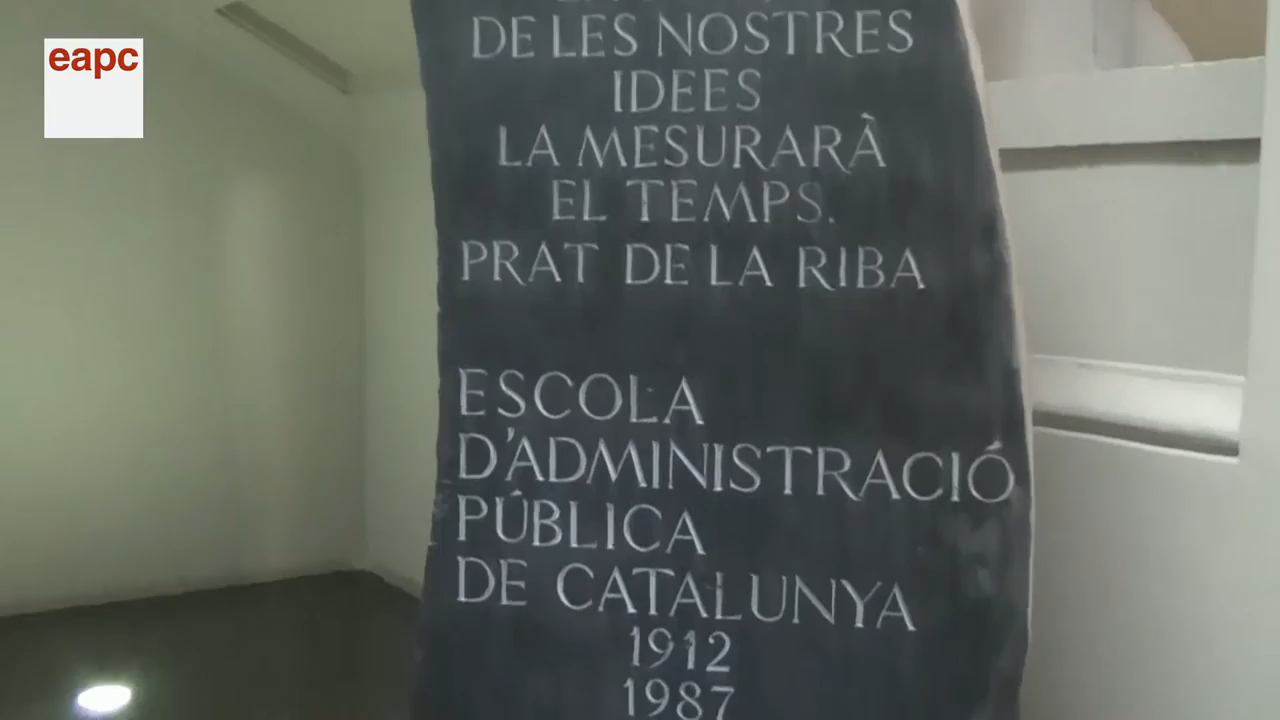 eapc
DE LES NOSTRES
IDEES
LA MESURARÀ
EL TEMPS.
PRAT DE LA RIBA
ESCOLA
D'ADMINISTRACIÓ
PÚBLICA
DE CATALUNYA
1912
1987